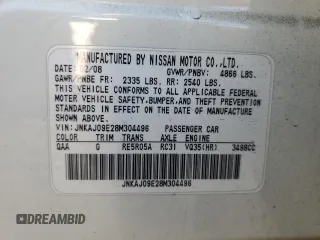 MANUFACTURED BY NISSAN MOTOR CO.,LTD.
DATE: 12/08 GVWR/PNBV: 4866 LBS.
GAWR/PNBE FR: 2335 LBS. RR: 2540 LBS.
THIS VEHICLE CONFORMS TO ALL APPLICABLE FEDERAL
MOTOR VEHICLE SAFETY,BUMPER,AND THEFT PREVENTION
STANDARDS IN EFFECT ON THE DATE OF MANUFACTURE
SHOWN ABOVE.
VIN:JNKAJ09E28M304496 PASSENGER CAR
COLOR TRIM TRANS AXLE ENGINE
QAA G RE5R05A RC31 VQ35(HR) 3498CC
JNKAJ09E28M304496
DREAMBID